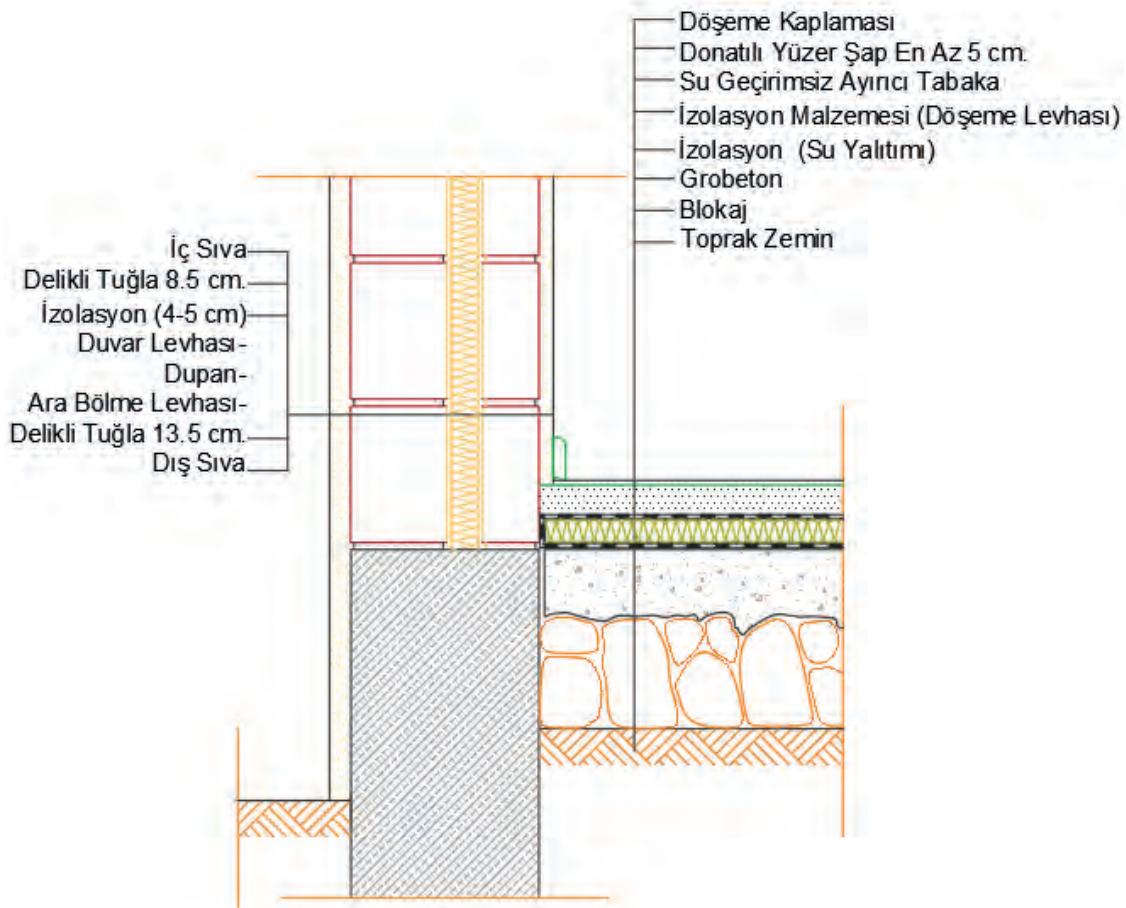 Döşeme Kaplaması
Donatılı Yüzer Şap En Az 5 cm.
Su Geçirimsiz Ayırıcı Tabaka
İzolasyon Malzemesi (Döşeme Levhası)
İzolasyon (Su Yalıtımı)
Grobeton
Blokaj
Toprak Zemin
İç Sıva
Delikli Tuğla 8.5 cm.
İzolasyon (4-5 cm)
Duvar Levhası-
Dupan-
Ara Bölme Levhası-
Delikli Tuğla 13.5 cm.
Dış Sıva